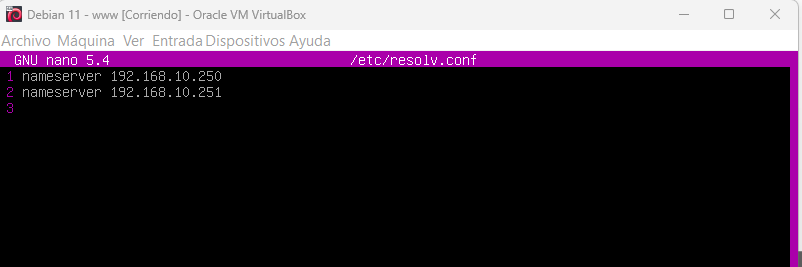 Debian 11 - www [Corriendo] - Oracle VM VirtualBox
Archivo Máquina Ver Entrada Dispositivos Ayuda
GNU nano 5.4 /etc/resolv.conf
1 nameserver 192.168.10.250
2 nameserver 192.168.10.251
3